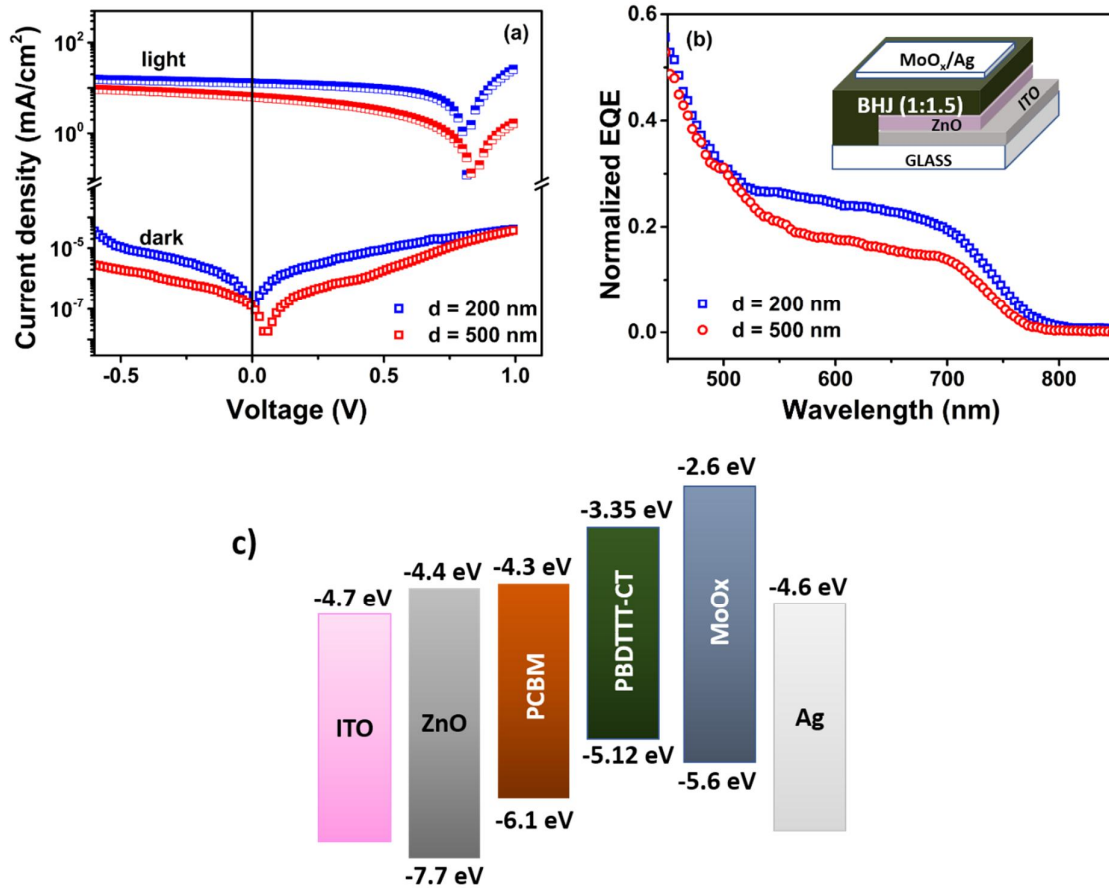 (a)
Current density (mA/cm²)
10²
10⁰
10⁻⁵
10⁻⁷
light
dark
d = 200 nm
d = 500 nm
-0.5
0.0
0.5
1.0
Voltage (V)
(b)
Normalized EQE
0.6
0.4
0.2
0.0
MoOₓ/Ag
BHJ (1:1.5)
ITO
ZnO
GLASS
d = 200 nm
d = 500 nm
500
600
700
800
Wavelength (nm)
c)
-4.7 eV
ITO
-4.4 eV
ZnO
-7.7 eV
-4.3 eV
PCBM
-6.1 eV
-3.35 eV
PBDTTT-CT
-5.12 eV
-2.6 eV
MoOx
-5.6 eV
-4.6 eV
Ag